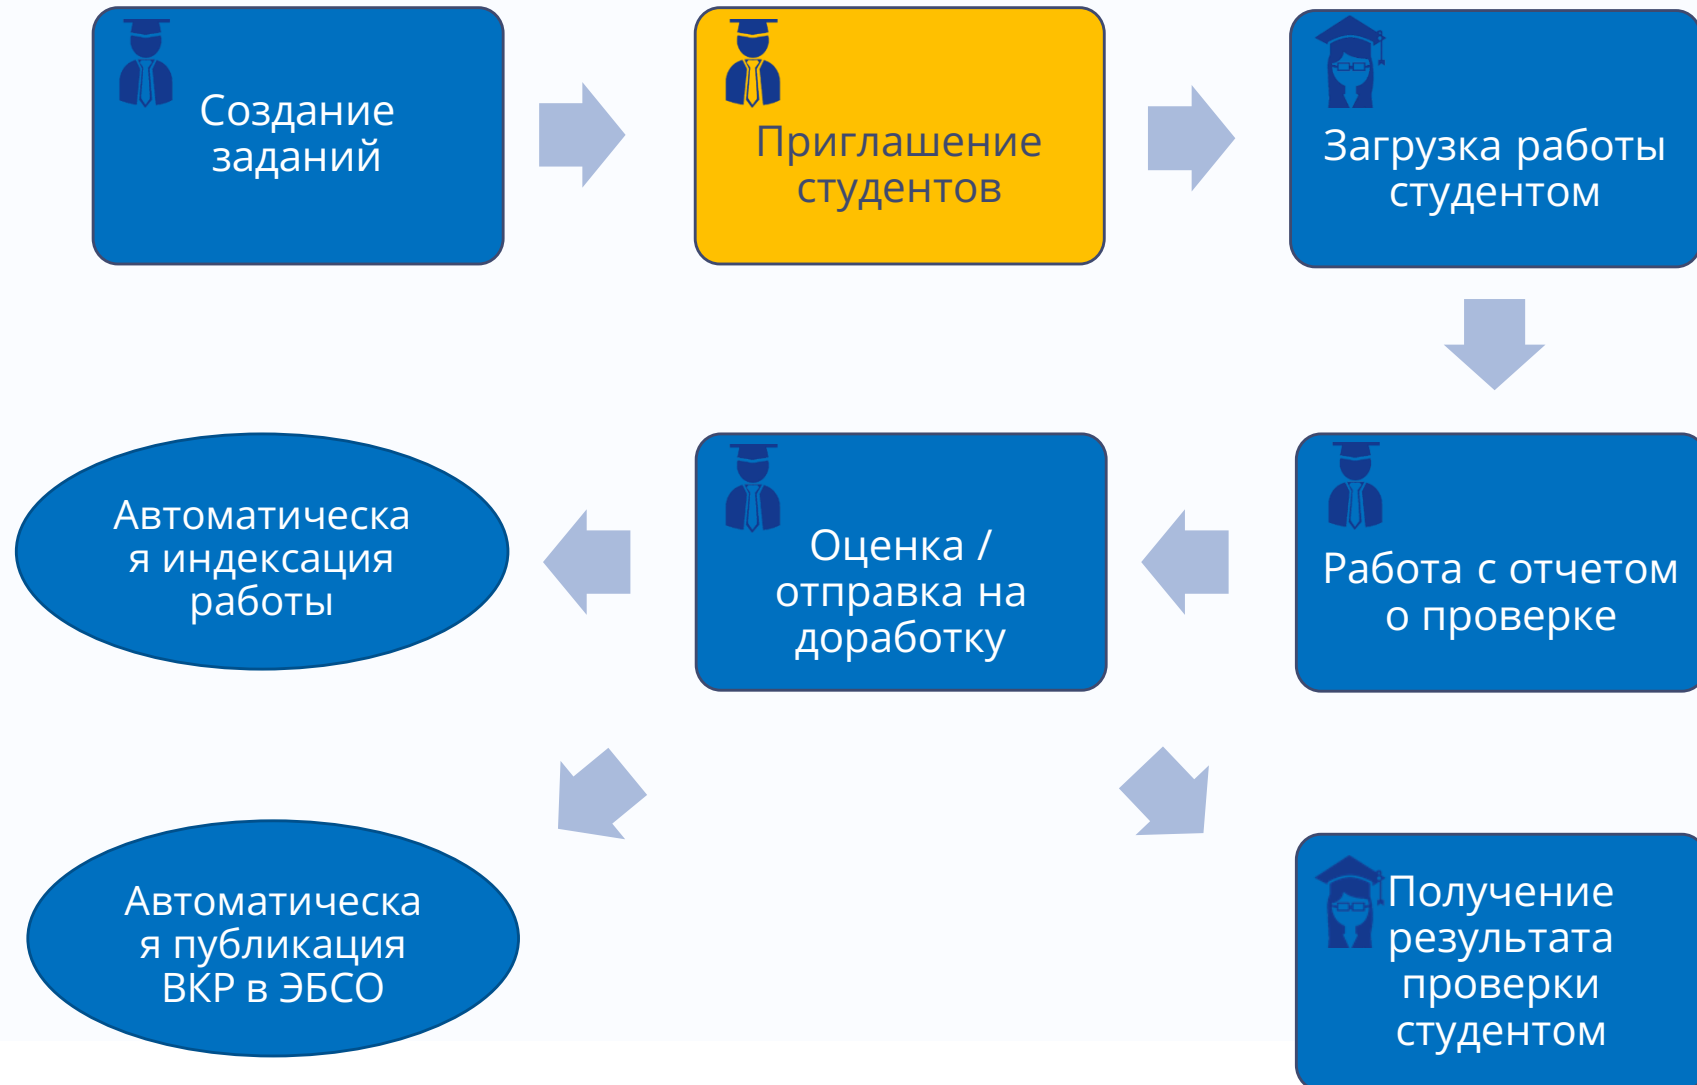 Создание
заданий
Приглашение
студентов
Загрузка работы
студентом
Автоматическа
я индексация
работы
Оценка /
отправка на
доработку
Работа с отчетом
о проверке
Автоматическа
я публикация
ВКР в ЭБСО
Получение
результата
проверки
студентом